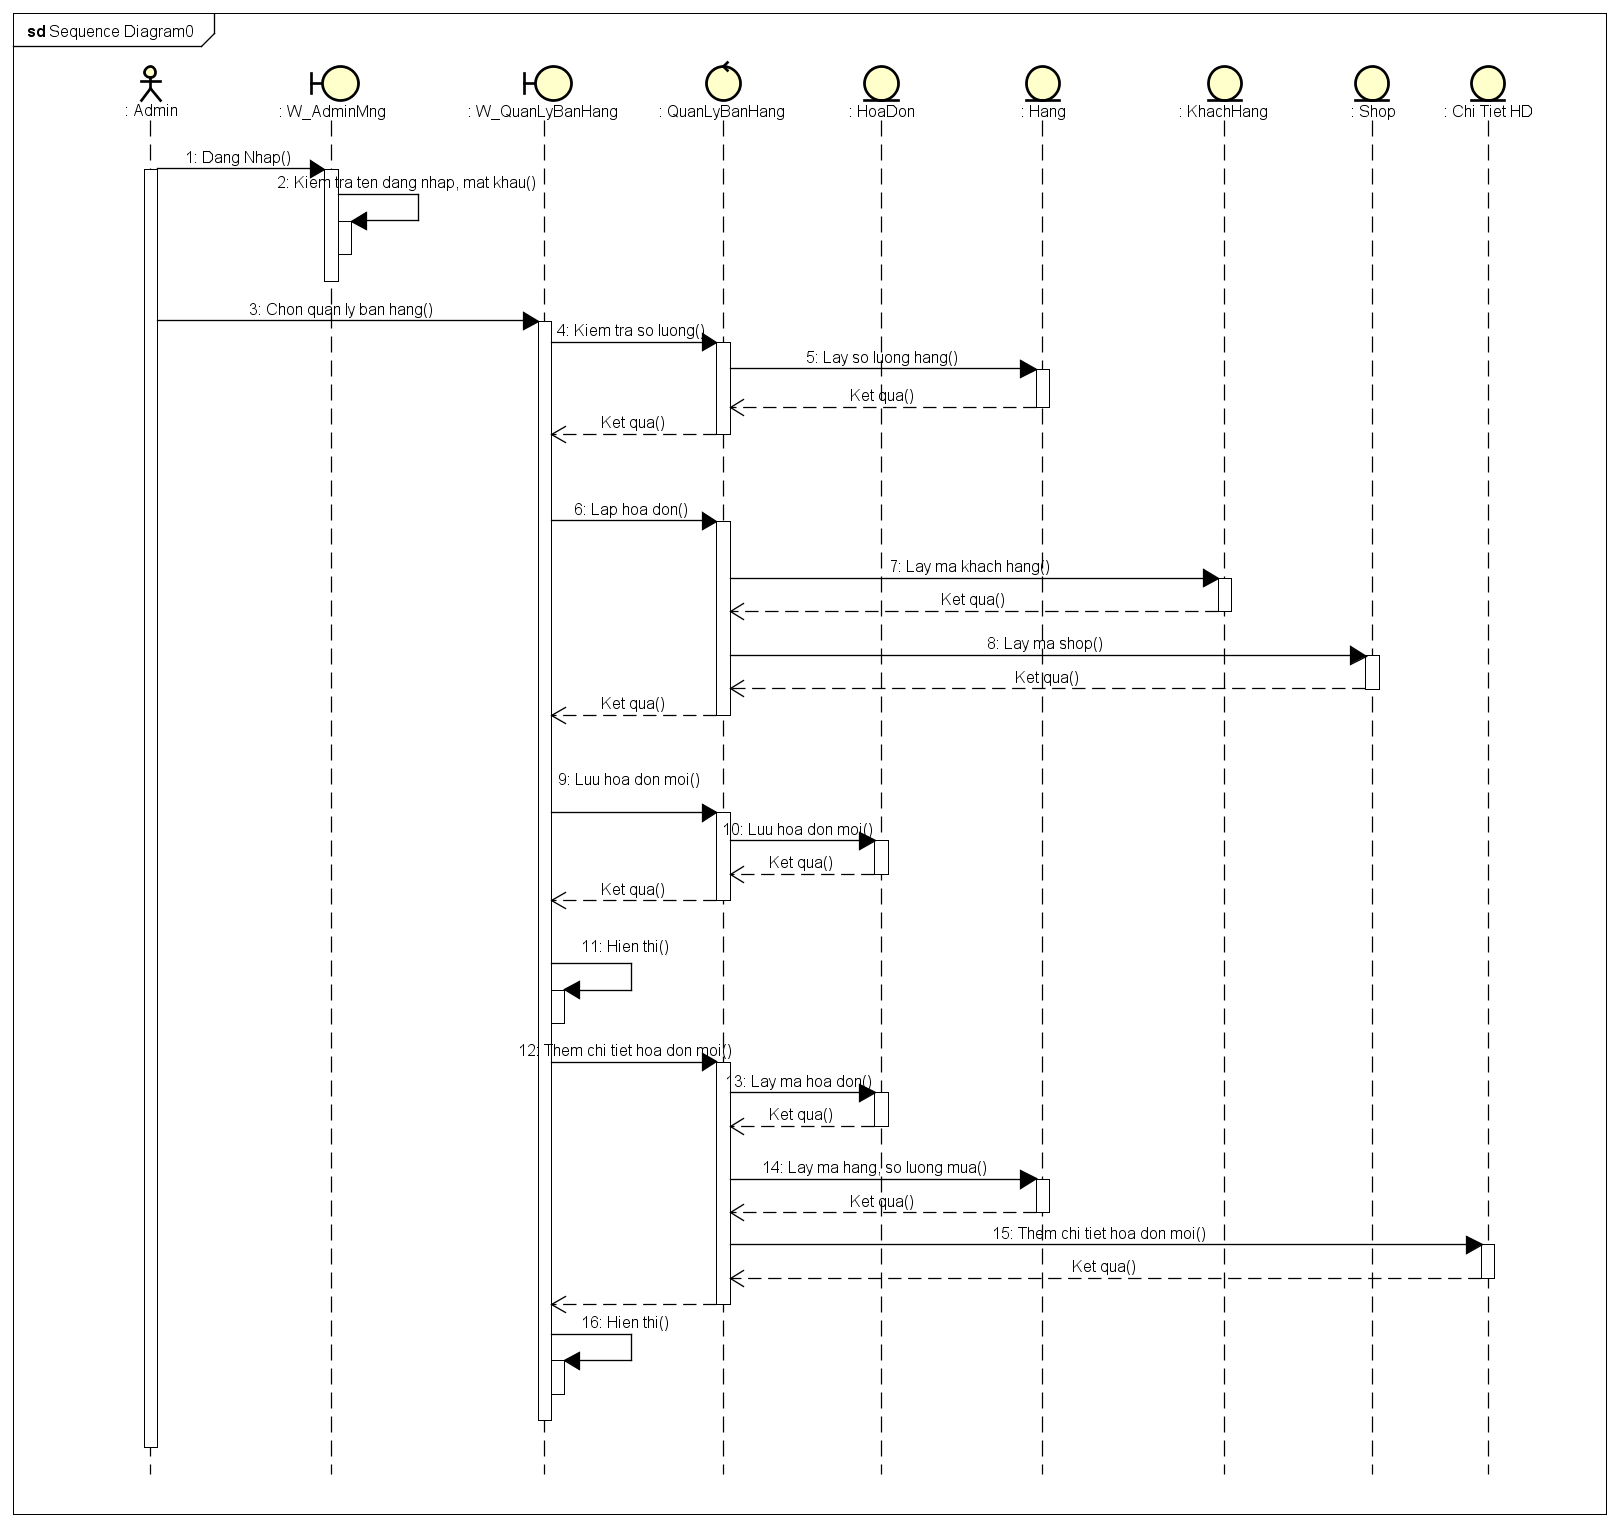 sd Sequence Diagram0
: Admin
: W_AdminMng
: W_QuanLyBanHang
: QuanLyBanHang
: HoaDon
: Hang
: KhachHang
: Shop
: Chi Tiet HD
1: Dang Nhap()
2: Kiem tra ten dang nhap, mat khau()
3: Chon quan ly ban hang()
4: Kiem tra so luong()
5: Lay so luong hang()
Ket qua()
Ket qua()
6: Lap hoa don()
7: Lay ma khach hang()
Ket qua()
8: Lay ma shop()
Ket qua()
Ket qua()
9: Luu hoa don moi()
10: Luu hoa don moi()
Ket qua()
Ket qua()
11: Hien thi()
12: Them chi tiet hoa don moi()
13: Lay ma hoa don()
Ket qua()
14: Lay ma hang, so luong mua()
Ket qua()
15: Them chi tiet hoa don moi()
Ket qua()
16: Hien thi()